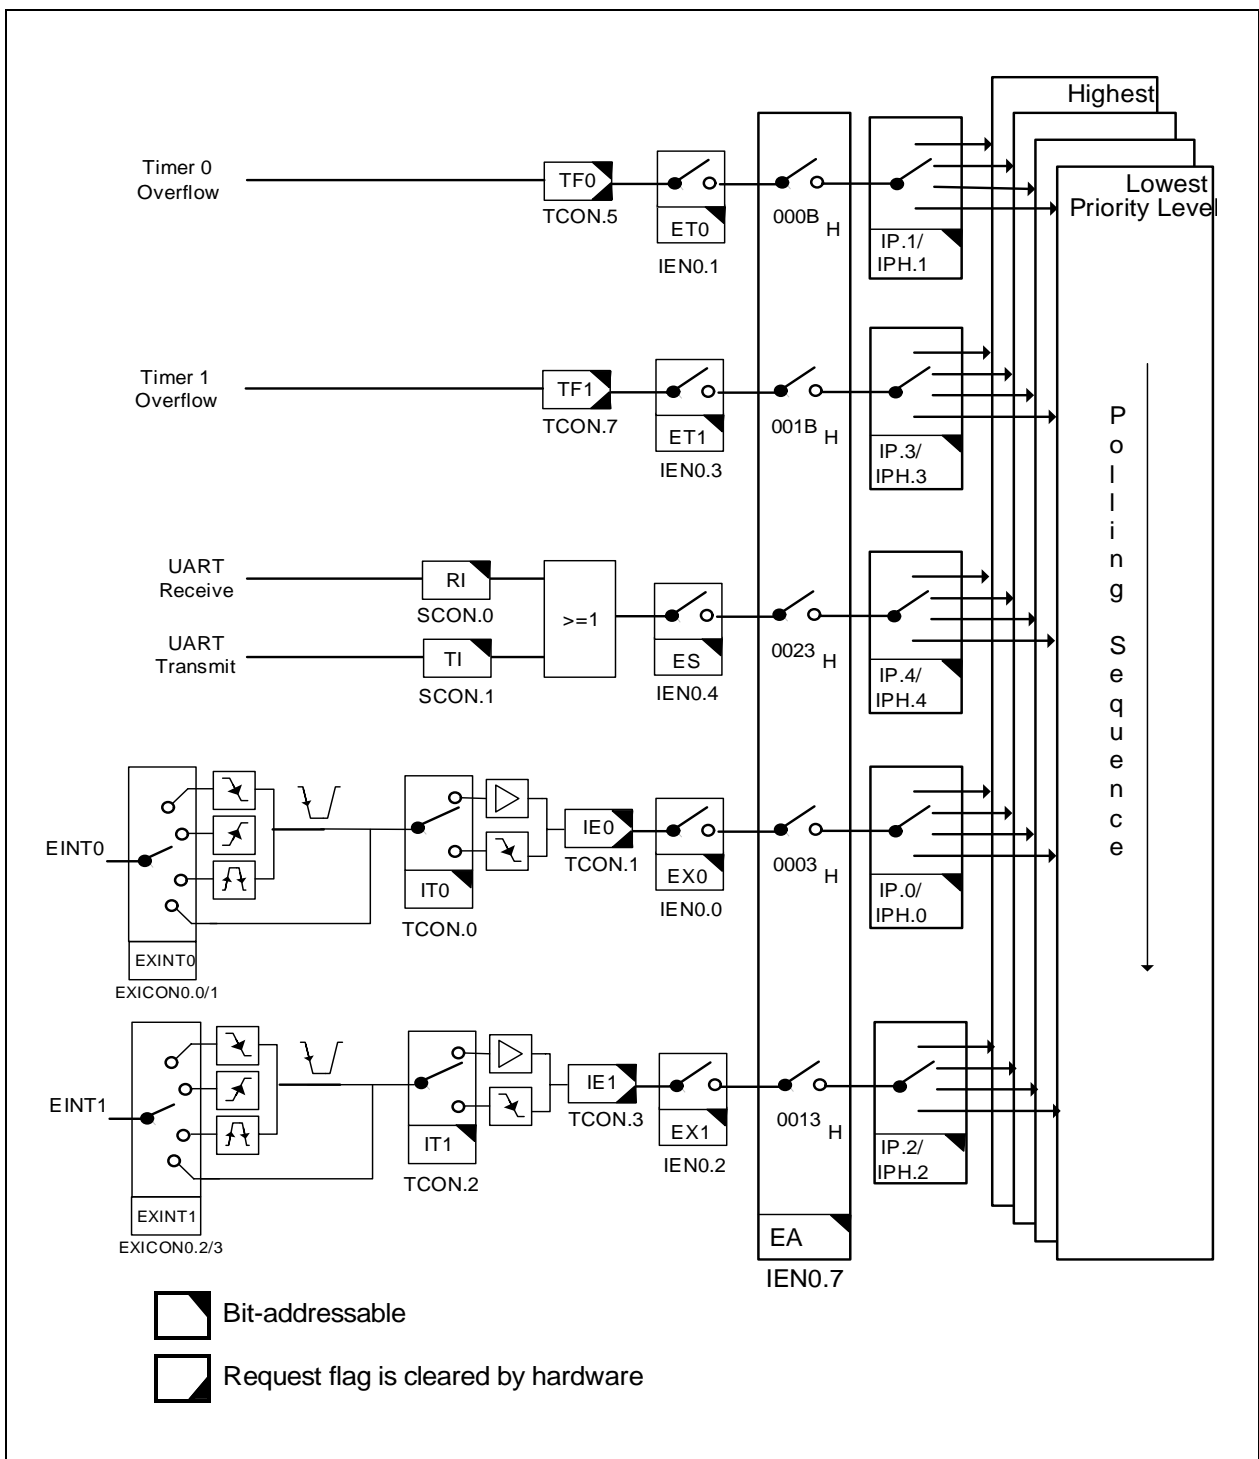 Highest
Lowest
Priority Level
Timer 0
Overflow
TF0
TCON.5
ET0
IEN0.1
000B H
IP.1/
IPH.1
Timer 1
Overflow
TF1
TCON.7
ET1
IEN0.3
001B H
IP.3/
IPH.3
Polling Sequence
UART
Receive
RI
SCON.0
>=1
UART
Transmit
TI
SCON.1
ES
IEN0.4
0023 H
IP.4/
IPH.4
EINT0
EXINT0
EXICON0.0/1
IT0
TCON.0
IE0
TCON.1
EX0
IEN0.0
0003 H
IP.0/
IPH.0
EINT1
EXINT1
EXICON0.2/3
IT1
TCON.2
IE1
TCON.3
EX1
IEN0.2
0013 H
IP.2/
IPH.2
EA
IEN0.7
Bit-addressable
Request flag is cleared by hardware